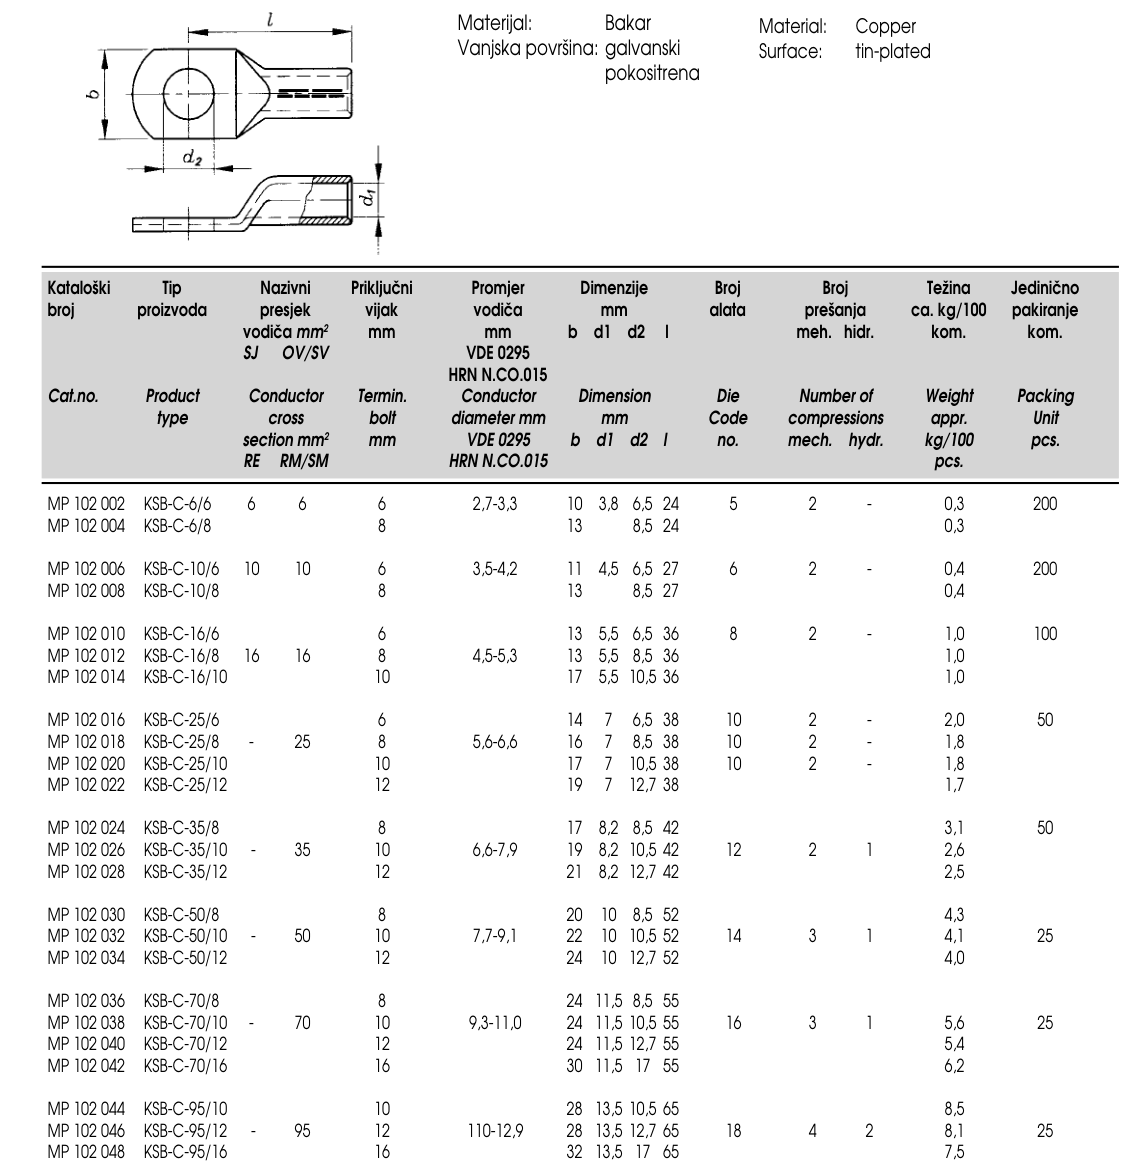 l
b
d2
d1
Materijal: Bakar
Vanjska površina: galvanski
pokositrena
Material: Copper
Surface: tin-plated
Kataloški Tip Nazivni Priključni Promjer Dimenzije Broj Broj Težina Jedinično
broj proizvoda presjek vijak vodiča mm alata prešanja ca. kg/100 pakiranje
vodiča mm² mm mm b d1 d2 l meh. hidr. kom. kom.
SJ OV/SV VDE 0295
HRN N.CO.015
Cat.no. Product Conductor Termin. Conductor Dimension Die Number of Weight Packing
type cross bolt diameter mm mm Code compressions appr. Unit
section mm² mm VDE 0295 b d1 d2 l no. mech. hydr. kg/100 pcs.
RE RM/SM HRN N.CO.015 pcs.
MP 102 002 KSB-C-6/6 6 6 6 2,7-3,3 10 3,8 6,5 24 5 2 - 0,3 200
MP 102 004 KSB-C-6/8 8 13 8,5 24 0,3
MP 102 006 KSB-C-10/6 10 10 6 3,5-4,2 11 4,5 6,5 27 6 2 - 0,4 200
MP 102 008 KSB-C-10/8 8 13 8,5 27 0,4
MP 102 010 KSB-C-16/6 6 13 5,5 6,5 36 8 2 - 1,0 100
MP 102 012 KSB-C-16/8 16 16 8 4,5-5,3 13 5,5 8,5 36 1,0
MP 102 014 KSB-C-16/10 10 17 5,5 10,5 36 1,0
MP 102 016 KSB-C-25/6 6 14 7 6,5 38 10 2 - 2,0 50
MP 102 018 KSB-C-25/8 - 25 8 5,6-6,6 16 7 8,5 38 10 2 - 1,8
MP 102 020 KSB-C-25/10 10 17 7 10,5 38 10 2 - 1,8
MP 102 022 KSB-C-25/12 12 19 7 12,7 38 1,7
MP 102 024 KSB-C-35/8 8 17 8,2 8,5 42 3,1 50
MP 102 026 KSB-C-35/10 - 35 10 6,6-7,9 19 8,2 10,5 42 12 2 1 2,6
MP 102 028 KSB-C-35/12 12 21 8,2 12,7 42 2,5
MP 102 030 KSB-C-50/8 8 20 10 8,5 52 4,3
MP 102 032 KSB-C-50/10 - 50 10 7,7-9,1 22 10 10,5 52 14 3 1 4,1 25
MP 102 034 KSB-C-50/12 12 24 10 12,7 52 4,0
MP 102 036 KSB-C-70/8 8 24 11,5 8,5 55
MP 102 038 KSB-C-70/10 - 70 10 9,3-11,0 24 11,5 10,5 55 16 3 1 5,6 25
MP 102 040 KSB-C-70/12 12 24 11,5 12,7 55 5,4
MP 102 042 KSB-C-70/16 16 30 11,5 17 55 6,2
MP 102 044 KSB-C-95/10 10 28 13,5 10,5 65 8,5
MP 102 046 KSB-C-95/12 - 95 12 110-12,9 28 13,5 12,7 65 18 4 2 8,1 25
MP 102 048 KSB-C-95/16 16 32 13,5 17 65 7,5